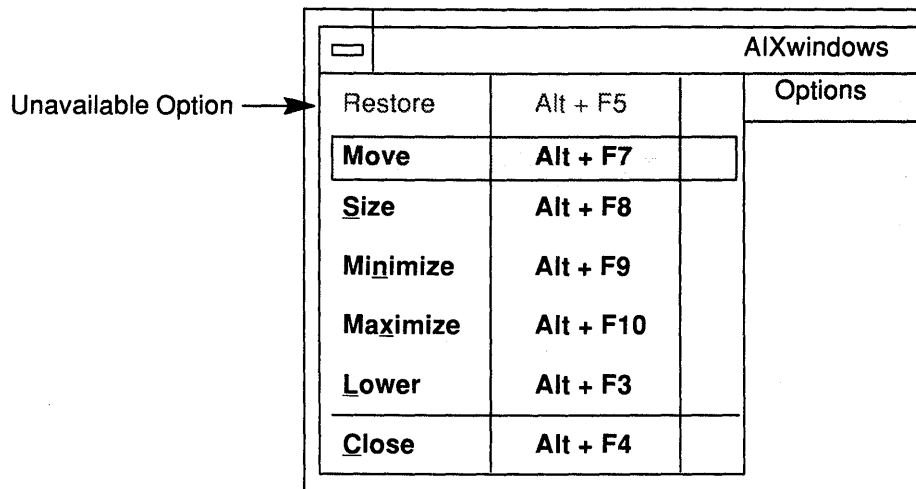 AIXwindows
Options
Unavailable Option
Restore Alt + F5
Move Alt + F7
Size Alt + F8
Minimize Alt + F9
Maximize Alt + F10
Lower Alt + F3
Close Alt + F4